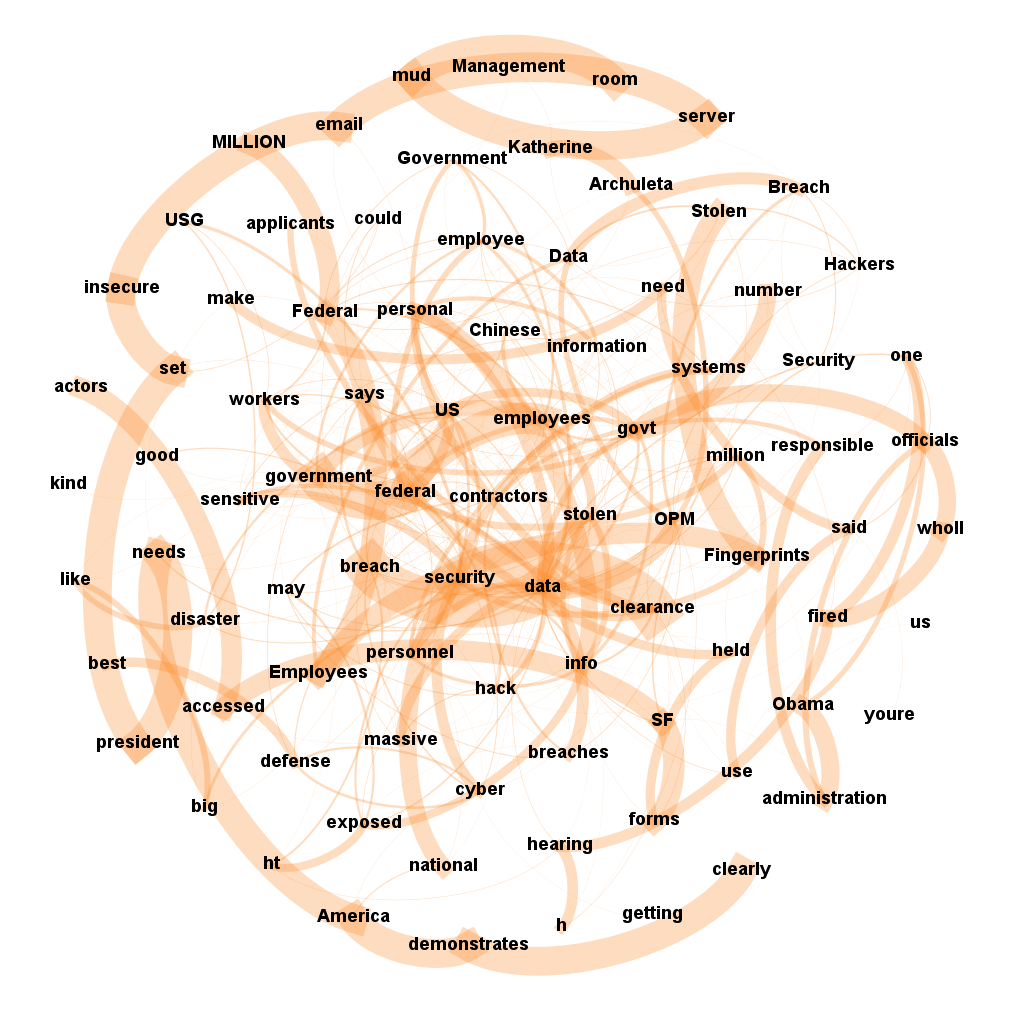 Management
mud
room
server
email
MILLION
Katherine
Government
Archuleta
Breach
Stolen
USG
applicants
could
employee
Data
Hackers
insecure
make
need
number
Federal
personal
Chinese
information
Security
one
set
systems
actors
workers
says
US
employees
govt
officials
good
million
responsible
kind
government
sensitive
federal
contractors
stolen
OPM
said
wholl
needs
breach
Fingerprints
like
may
security
data
clearance
disaster
fired
us
best
Employees
personnel
info
held
accessed
hack
SF
Obama
youre
president
massive
breaches
defense
cyber
use
big
exposed
forms
administration
ht
national
hearing
clearly
America
h
getting
demonstrates